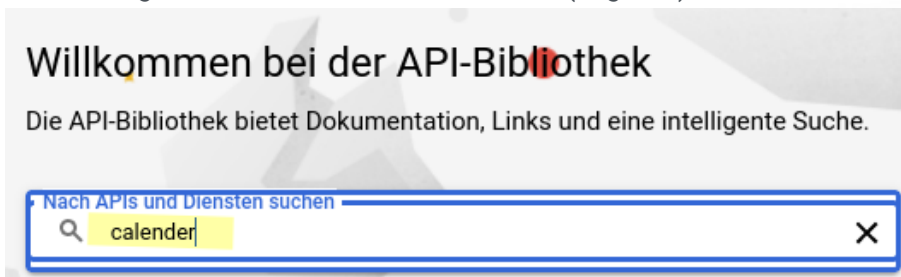 Willkommen bei der API-Bibliothek
Die API-Bibliothek bietet Dokumentation, Links und eine intelligente Suche.
Nach APIs und Diensten suchen
calender